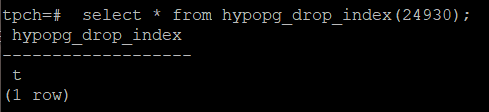 tpch=#  select * from hypopg_drop_index(24930);
 hypopg_drop_index
-------------------
 t
(1 row)